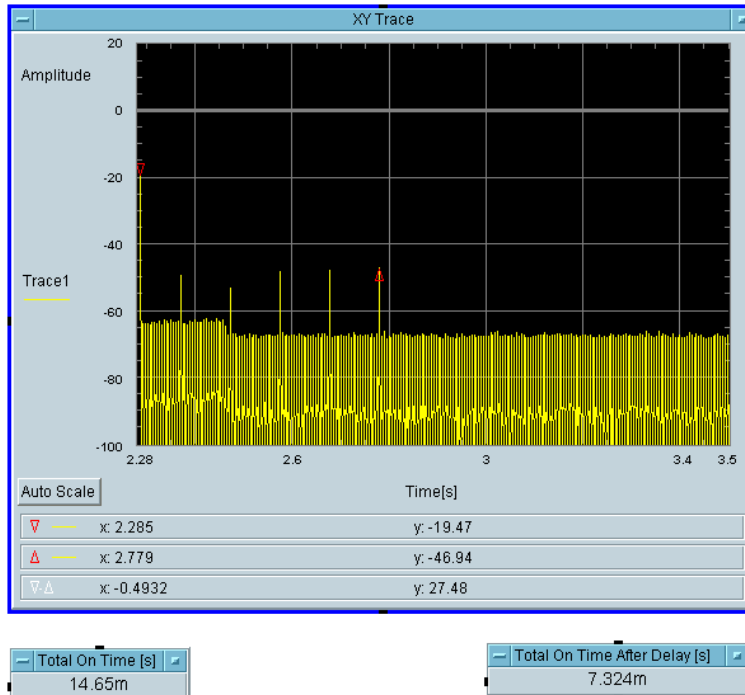 XY Trace
20
Amplitude
0
-20
-40
Trace1
-60
-80
-100
2.28 2.6 3 3.4 3.5
Auto Scale Time[s]
x: 2.285 y: -19.47
x: 2.779 y: -46.94
∇-Δ x: -0.4932 y: 27.48
Total On Time [s] Total On Time After Delay [s]
14.65m 7.324m